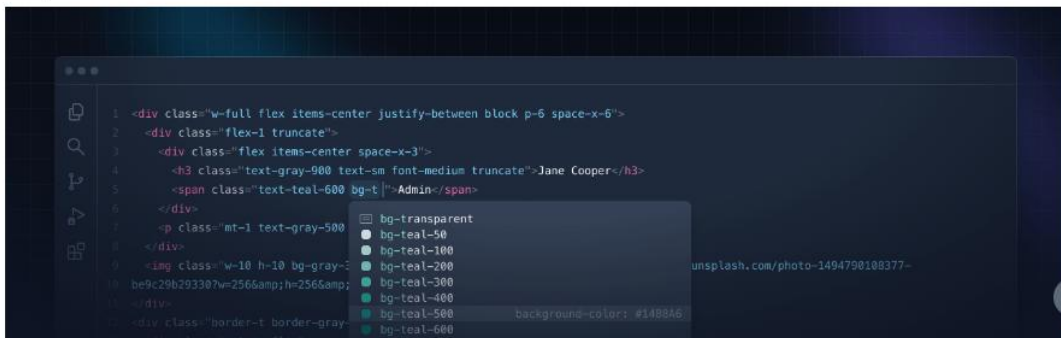 1 <div class="w-full flex items-center justify-between block p-6 space-x-6">
2 <div class="flex-1 truncate">
3 <div class="flex items-center space-x-3">
4 <h3 class="text-gray-900 text-sm font-medium truncate">Jane Cooper</h3>
5 <span class="text-teal-600 bg-t ">Admin</span>
6 </div>
7 <p class="mt-1 text-gray-500
8 </div>
9 <img class="w-10 h-10 bg-gray-3 unsplash.com/photo-1494790108377-
10 be9c29b29330?w=256&amp;h=256&amp;
11 </div>
12 <div class="border-t border-gray-
bg-transparent
bg-teal-50
bg-teal-100
bg-teal-200
bg-teal-300
bg-teal-400
bg-teal-500 background-color: #14B8A6
bg-teal-600